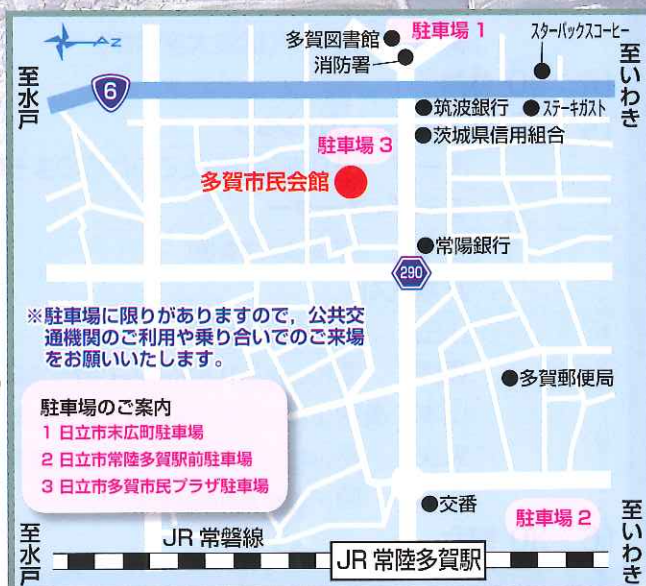 多賀図書館
消防署
駐車場 1
スターバックスコーヒー
至水戸
至いわき
6
筑波銀行
ステーキガスト
茨城県信用組合
駐車場 3
多賀市民会館
常陽銀行
290
※駐車場に限りがありますので，公共交
通機関のご利用や乗り合いでのご来場
をお願いいたします。
多賀郵便局
駐車場のご案内
1 日立市末広町駐車場
2 日立市常陸多賀駅前駐車場
3 日立市多賀市民プラザ駐車場
交番
駐車場 2
至水戸
至いわき
JR 常磐線
JR 常陸多賀駅